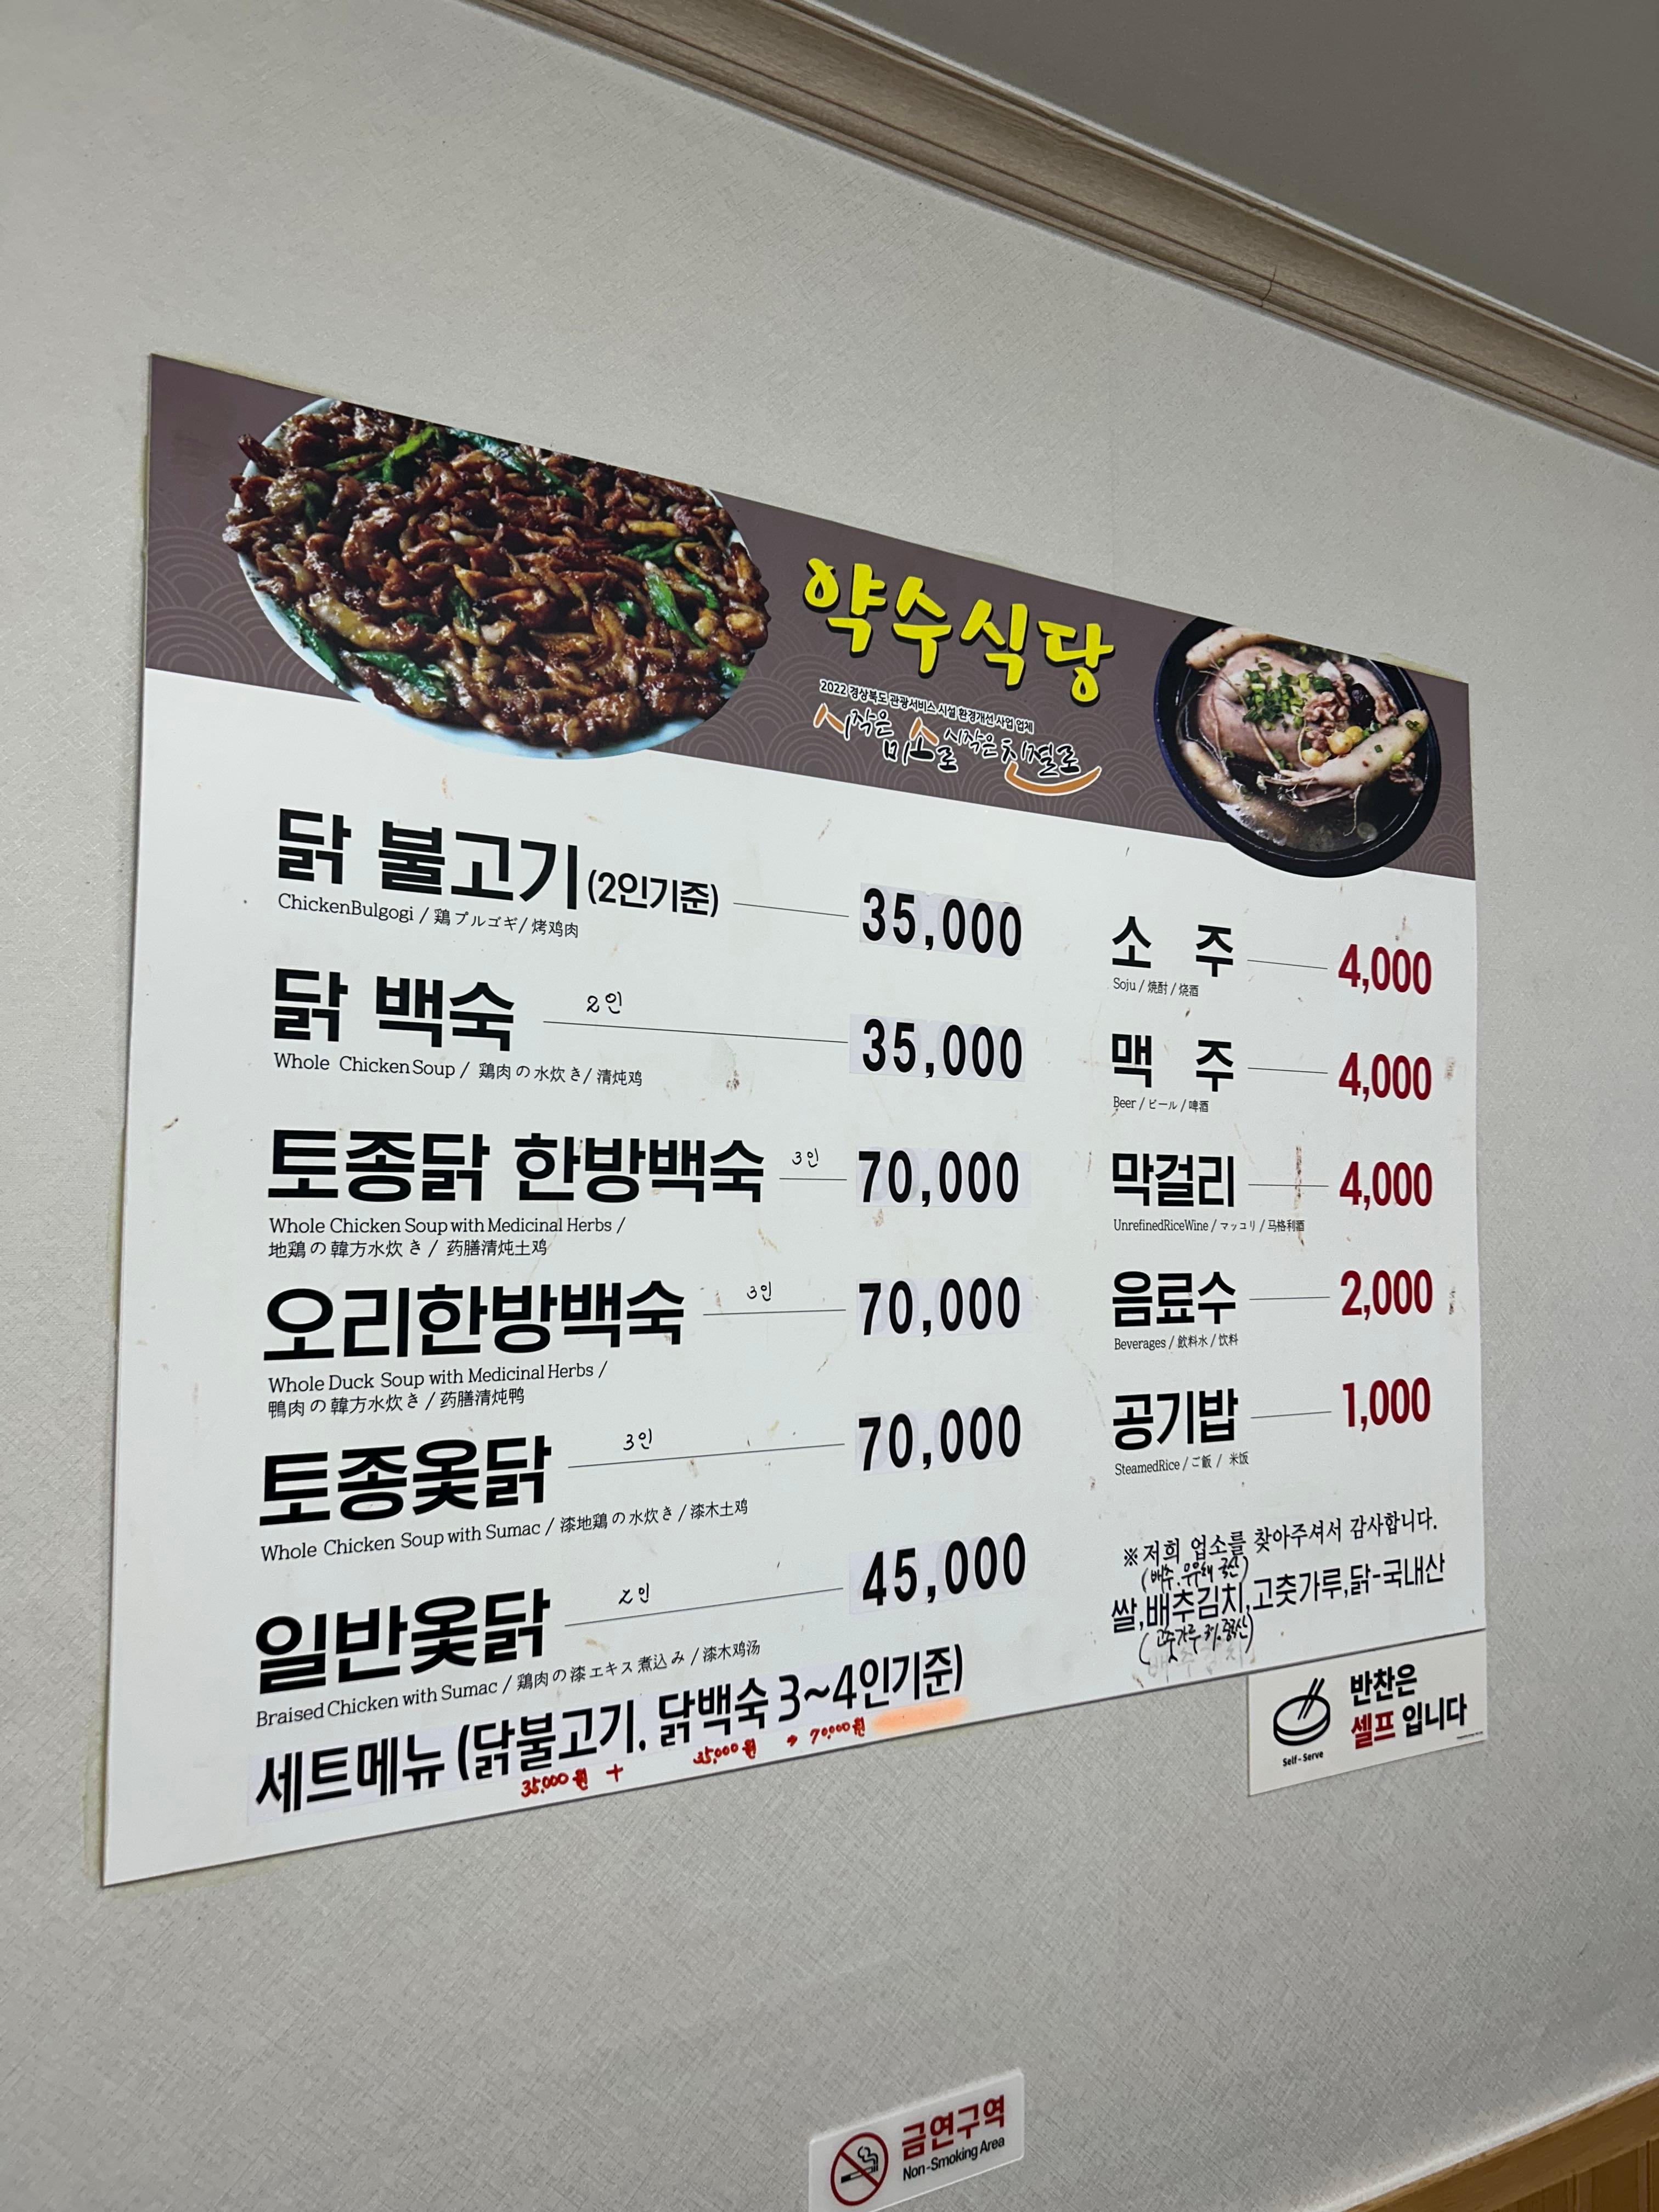 약수식당
2022 경상북도 관광서비스 시설 환경개선 사업 업체
시작은 미소로 시작은 친절로
닭 불고기(2인기준) 35,000
ChickenBulgogi / 鶏プルゴギ/ 烤鸡肉
닭 백숙 2인 35,000
Whole Chicken Soup / 鶏肉の水炊き/ 清炖鸡
토종닭 한방백숙 3인 70,000
Whole Chicken Soup with Medicinal Herbs /
地鶏の韓方水炊き / 药膳清炖土鸡
오리한방백숙 3인 70,000
Whole Duck Soup with Medicinal Herbs /
鴨肉の韓方水炊き / 药膳清炖鸭
토종옻닭 3인 70,000
Whole Chicken Soup with Sumac / 漆地鶏の水炊き / 漆木土鸡
일반옻닭 2인 45,000
Braised Chicken with Sumac / 鶏肉の漆エキス煮込み / 漆木鸡汤
세트메뉴 (닭불고기, 닭백숙 3~4인기준)
35,000원 + 35,000원 → 70,000원
소 주 4,000
Soju / 焼酎 / 烧酒
맥 주 4,000
Beer / ビール / 啤酒
막걸리 4,000
UnrefinedRiceWine / マッコリ / 马格利酒
음료수 2,000
Beverages / 飲料水 / 饮料
공기밥 1,000
SteamedRice / ご飯 / 米饭
※저희 업소를 찾아주셔서 감사합니다.
쌀,배추김치,고춧가루,닭-국내산
반찬은
셀프 입니다
Self-Serve
금연구역
Non-Smoking Area